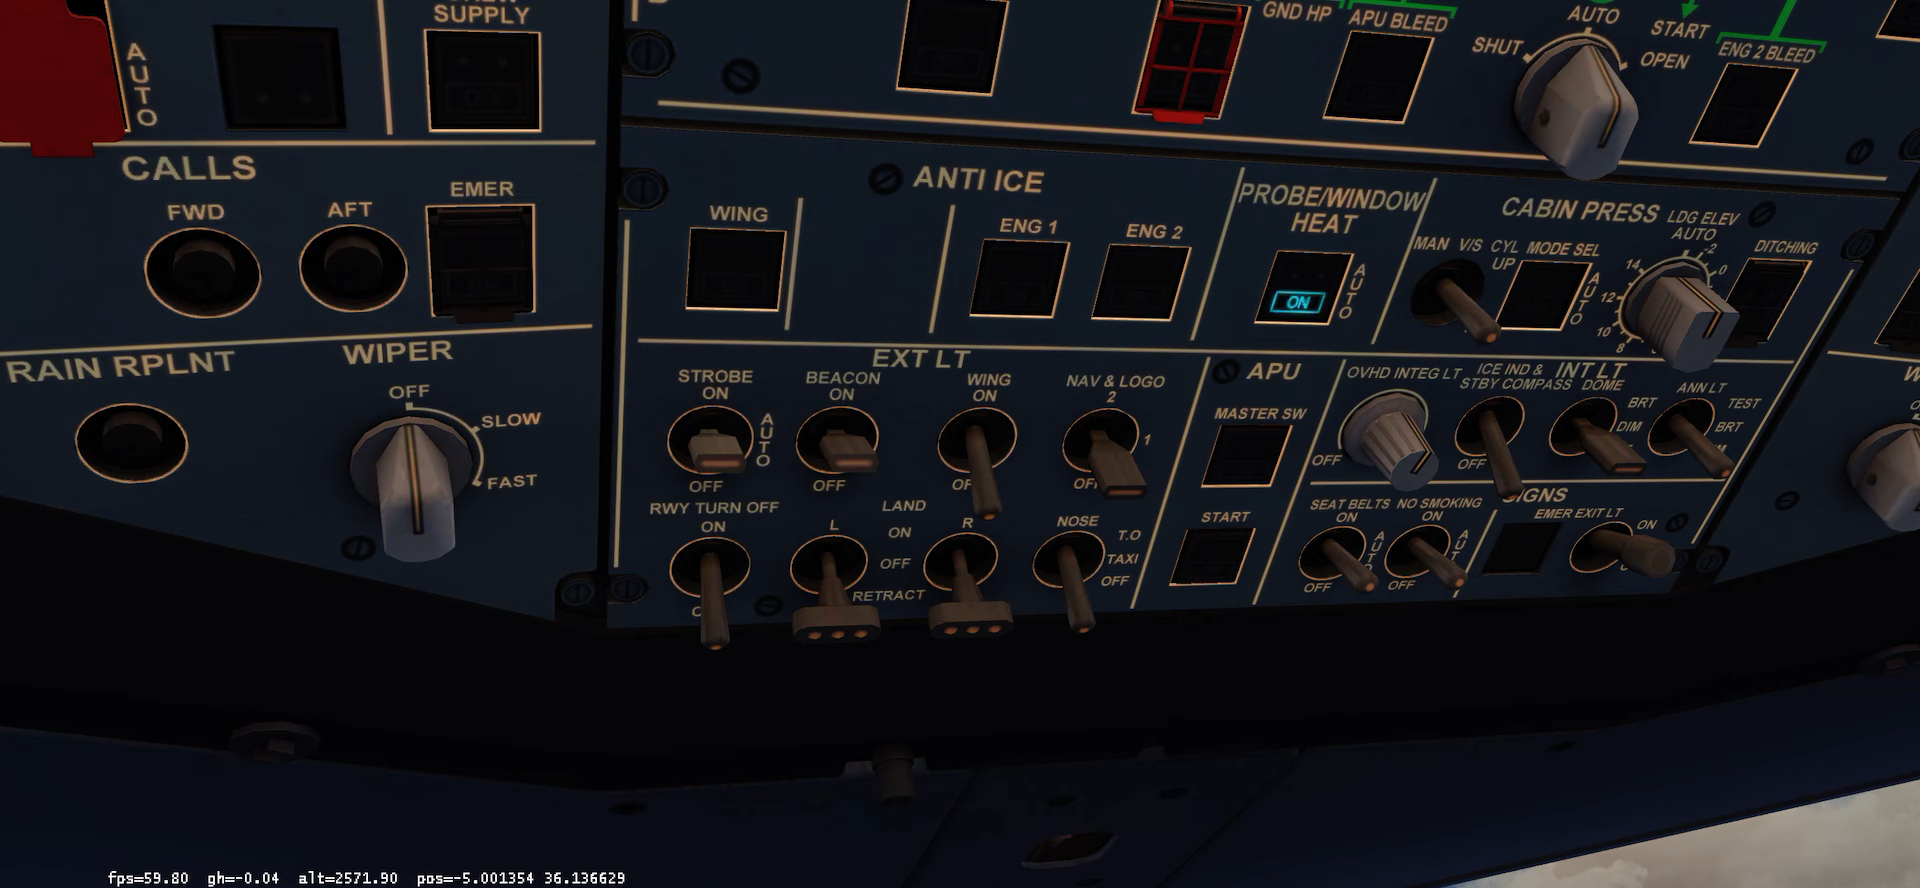 SUPPLY
AUTO
OFF
GND HP
APU BLEED
AUTO
START
SHUT
OPEN
ENG 2 BLEED
CALLS
FWD
AFT
EMER
ANTI ICE
WING
ENG 1
ENG 2
PROBE/WINDOW
HEAT
ON
AUTO
CABIN PRESS
LDG ELEV
AUTO
MAN V/S CYL
UP
MODE SEL
AUTO
DITCHING
-2
0
14
12
10
8
RAIN RPLNT
WIPER
OFF
SLOW
FAST
EXT LT
STROBE
ON
AUTO
OFF
BEACON
ON
OFF
WING
ON
NAV & LOGO
2
1
OFF
RWY TURN OFF
ON
LAND
L
R
ON
OFF
RETRACT
NOSE
T.O
TAXI
OFF
APU
MASTER SW
START
INT LT
OVHD INTEG LT
OFF
ICE IND &
STBY COMPASS
OFF
DOME
BRT
DIM
ANN LT
TEST
BRT
SIGNS
SEAT BELTS
ON
AUTO
OFF
NO SMOKING
ON
AUTO
OFF
EMER EXIT LT
ON
fps=59.80 gh=-0.04 alt=2571.90 pos=-5.001354 36.136629